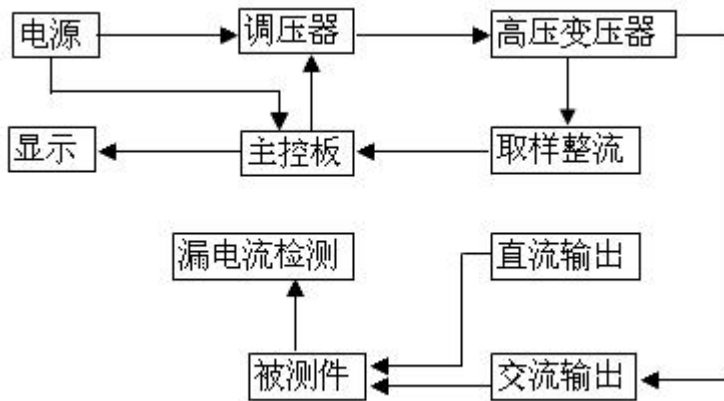 电源
调压器
高压变压器
显示
主控板
取样整流
漏电流检测
直流输出
被测件
交流输出